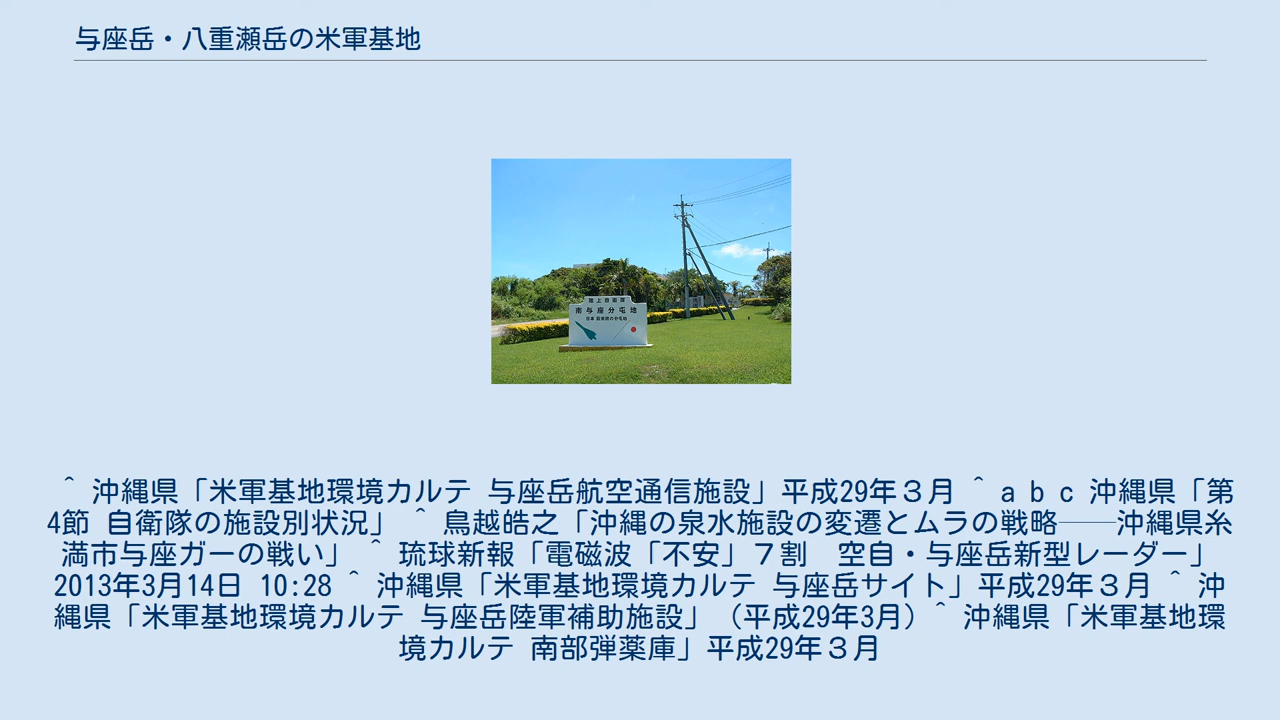 与座岳・八重瀬岳の米軍基地
陸上自衛隊
南与座分屯地
^ 沖縄県「米軍基地環境カルテ 与座岳航空通信施設」平成29年３月 ^ a b c 沖縄県「第
4節 自衛隊の施設別状況」 ^ 鳥越皓之「沖縄の泉水施設の変遷とムラの戦略――沖縄県糸
満市与座ガーの戦い」 ^ 琉球新報「電磁波「不安」７割　空自・与座岳新型レーダー」
2013年3月14日 10:28 ^ 沖縄県「米軍基地環境カルテ 与座岳サイト」平成29年３月 ^ 沖
縄県「米軍基地環境カルテ 与座岳陸軍補助施設」（平成29年3月）^ 沖縄県「米軍基地環
境カルテ 南部弾薬庫」平成29年３月